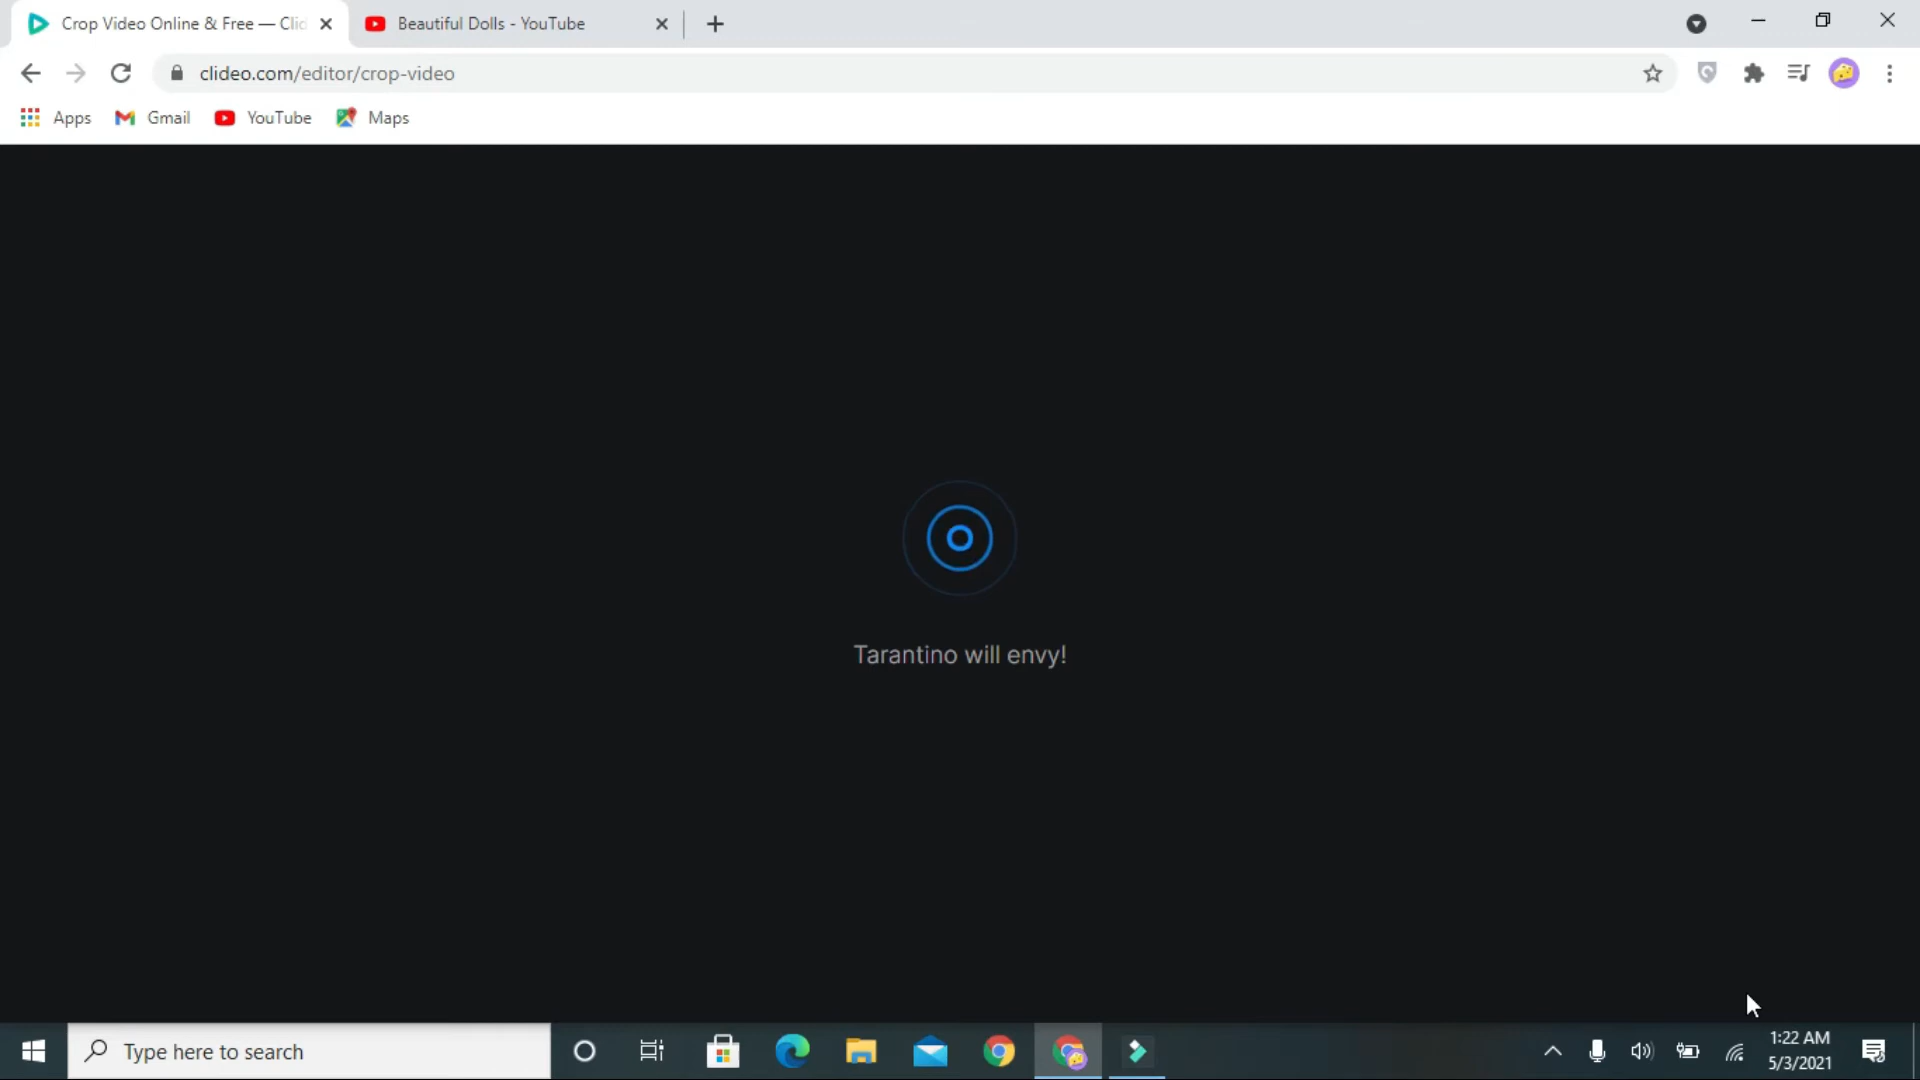 Crop Video Online & Free — Clid
Beautiful Dolls - YouTube
clideo.com/editor/crop-video
Apps
Gmail
YouTube
Maps
Tarantino will envy!
Type here to search
1:22 AM
5/3/2021